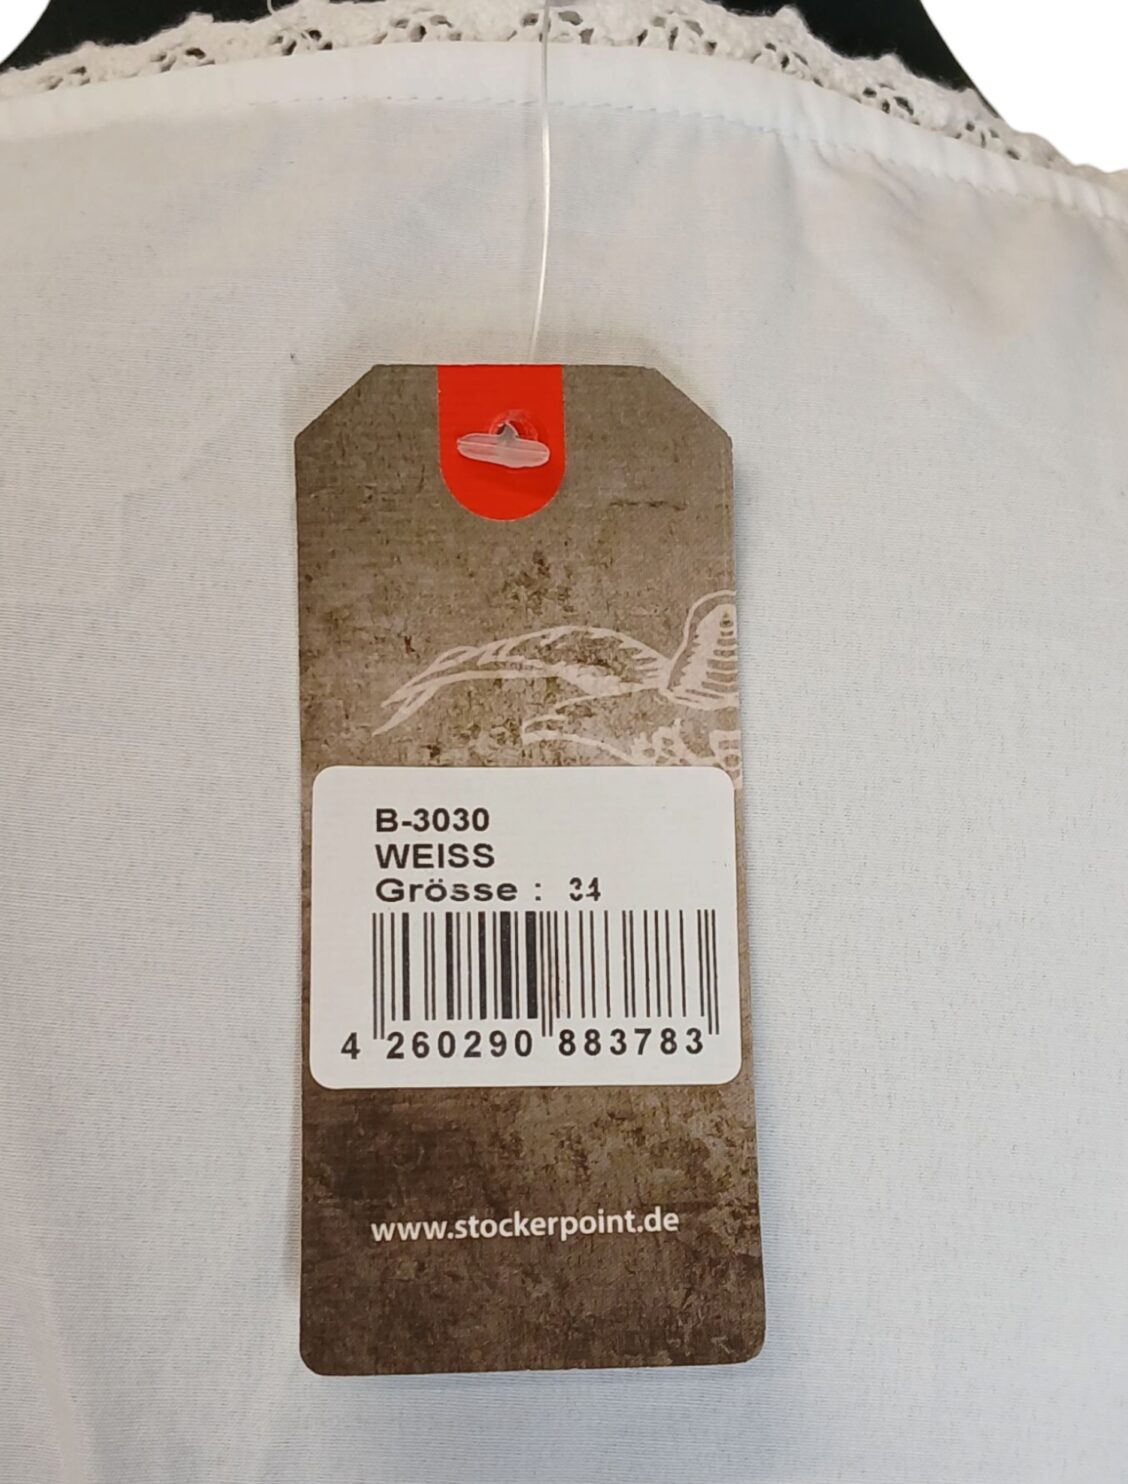 B-3030
WEISS
Grösse : 34
4 260290 883783
www.stockerpoint.de